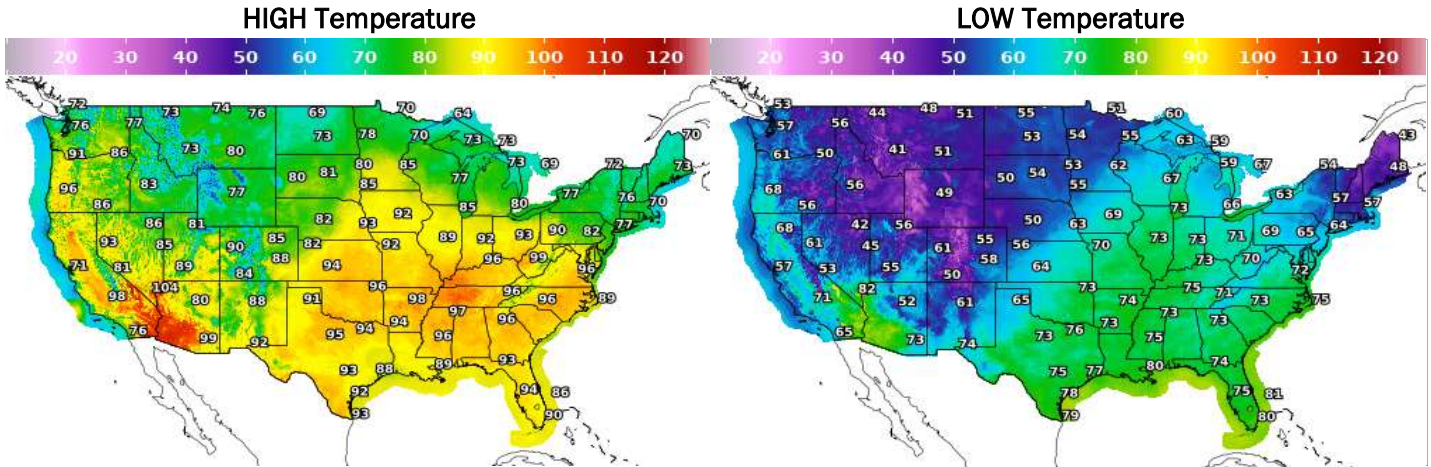 HIGH Temperature
LOW Temperature
20 30 40 50 60 70 80 90 100 110 120
20 30 40 50 60 70 80 90 100 110 120
72 73 74 76 69 70 64
76 77 73 78 70 73 73 70
91 86 73 80 80 85 73 69 72 73
96 83 77 80 81 85 77 80 77 76 70
86 86 81 82 93 92 85 77
93 85 90 85 82 92 89 92 93 90 82
71 81 89 84 88 94 96 99 96
98 104 80 88 91 96 98 97 96 96 89
76 99 92 95 94 94 96 96
93 88 89 93
92 94 86
93 90
53 44 48 51 55 51 60
57 56 41 51 53 54 55 63 59 43
61 50 56 49 50 54 53 62 59 67 54 48
68 56 55 67 66 63 57 57
68 42 56 50 63 69 73 64
61 45 61 55 56 70 73 73 71 69 65
57 53 55 50 58 64 73 70 72
71 82 52 61 65 73 74 75 71 73 75
65 73 74 73 76 73 75 73 73
75 77 80 74
78 75 81
79 80